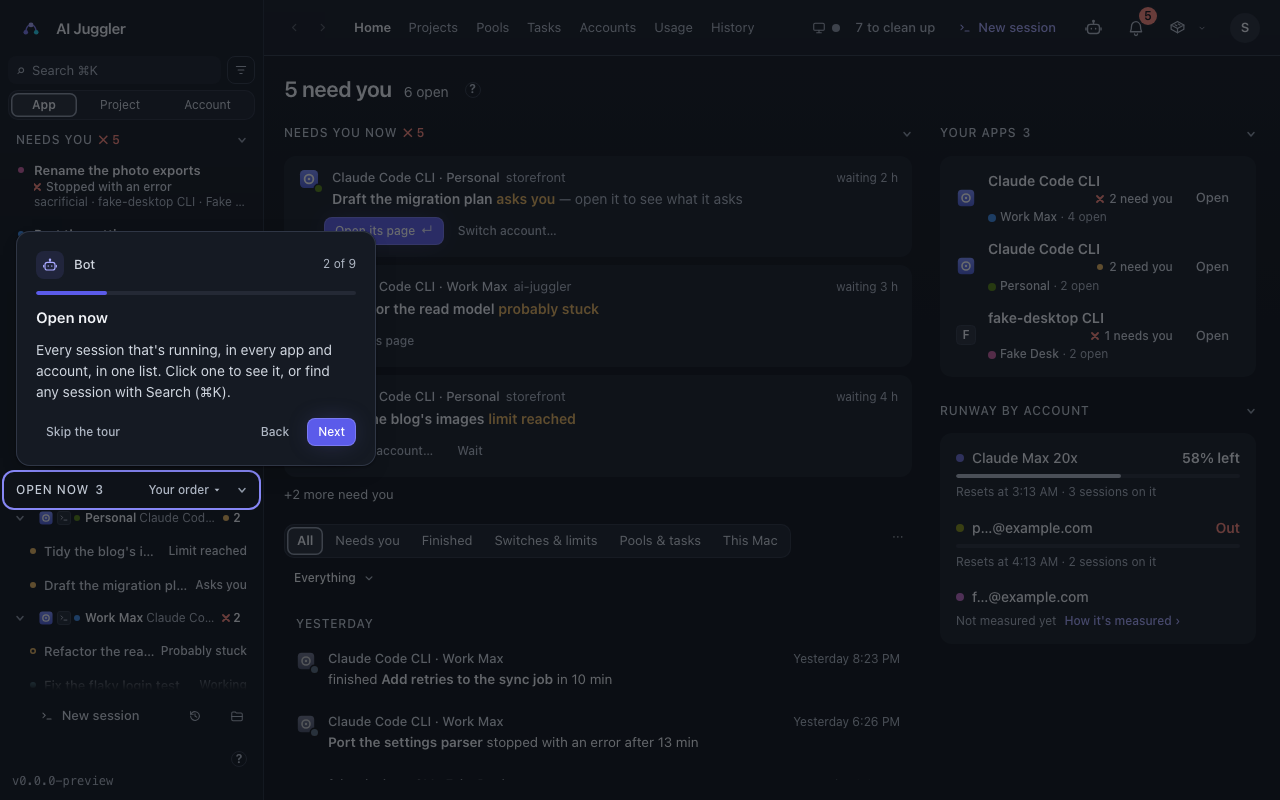 AI Juggler
Search ⌘K
App Project Account
NEEDS YOU 5
Rename the photo exports
Stopped with an error
sacrificial · fake-desktop CLI · Fake ...
Bot 2 of 9
Open now
Every session that's running, in every app and
account, in one list. Click one to see it, or find
any session with Search (⌘K).
Skip the tour Back Next
OPEN NOW 3 Your order
Personal Claude Cod... 2
Tidy the blog's i... Limit reached
Draft the migration pl... Asks you
Work Max Claude Co... 2
Refactor the rea... Probably stuck
Fix the flaky login test Working
New session
?
v0.0.0-preview
Home Projects Pools Tasks Accounts Usage History
7 to clean up New session 5 S
5 need you 6 open ?
NEEDS YOU NOW 5
Claude Code CLI · Personal storefront waiting 2 h
Draft the migration plan asks you — open it to see what it asks
Open its page ↵ Switch account...
Code CLI · Work Max ai-juggler waiting 3 h
or the read model probably stuck
page
Code CLI · Personal storefront waiting 4 h
blog's images limit reached
account... Wait
+2 more need you
All Needs you Finished Switches & limits Pools & tasks This Mac ...
Everything
YESTERDAY
Claude Code CLI · Work Max Yesterday 8:23 PM
finished Add retries to the sync job in 10 min
Claude Code CLI · Work Max Yesterday 6:26 PM
Port the settings parser stopped with an error after 13 min
YOUR APPS 3
Claude Code CLI
2 need you Open
Work Max · 4 open
Claude Code CLI
2 need you Open
Personal · 2 open
F fake-desktop CLI
1 needs you Open
Fake Desk · 2 open
RUNWAY BY ACCOUNT
Claude Max 20x 58% left
Resets at 3:13 AM · 3 sessions on it
p...@example.com Out
Resets at 4:13 AM · 2 sessions on it
f...@example.com
Not measured yet How it's measured ›